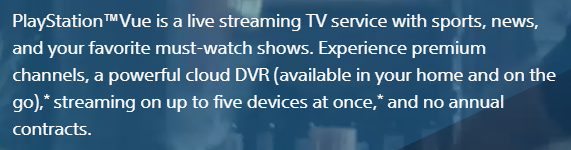 PlayStation™Vue is a live streaming TV service with sports, news,
and your favorite must-watch shows. Experience premium
channels, a powerful cloud DVR (available in your home and on the
go),* streaming on up to five devices at once,* and no annual
contracts.